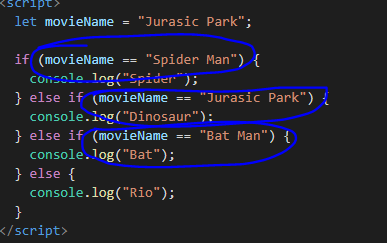 <script>
let movieName = "Jurasic Park";
if (movieName == "Spider Man") {
console.log("Spider");
} else if (movieName == "Jurasic Park") {
console.log("Dinosaur");
} else if (movieName == "Bat Man") {
console.log("Bat");
} else {
console.log("Rio");
}
</script>